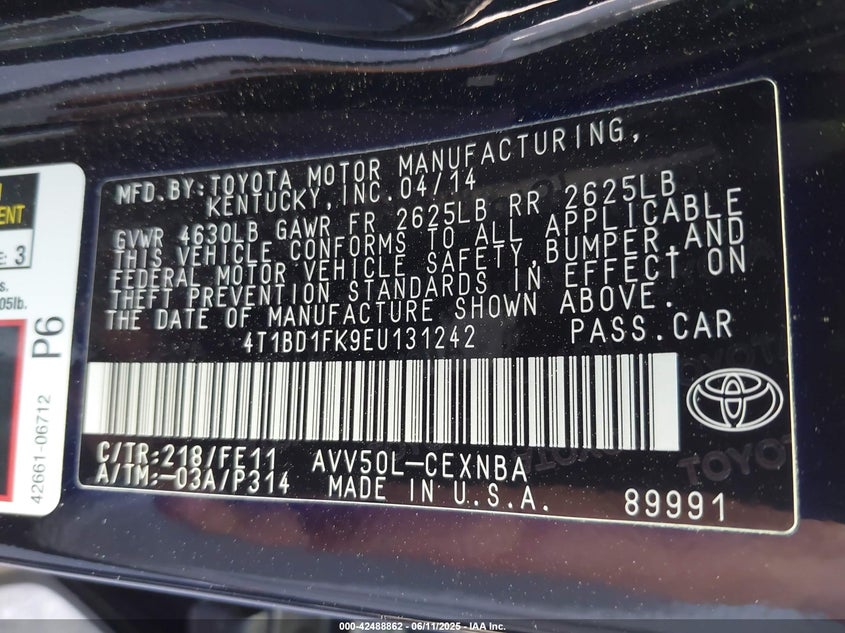 MFD.BY:TOYOTA MOTOR MANUFACTURING,
KENTUCKY,INC.04/14
GVWR 4630LB GAWR FR 2625LB RR 2625LB
THIS VEHICLE CONFORMS TO ALL APPLICABLE
FEDERAL MOTOR VEHICLE SAFETY,BUMPER,AND
THEFT PREVENTION STANDARDS IN EFFECT ON
THE DATE OF MANUFACTURE SHOWN ABOVE.
4T1BD1FK9EU131242 PASS.CAR
C/TR:218/FE11 AVV50L-CEXNBA
A/TM:-03A/P314 MADE IN U.S.A. 89991
TOYOTA
3
05lb.
P6
42661-06712
000-42488862 - 06/11/2025 - IAA Inc.